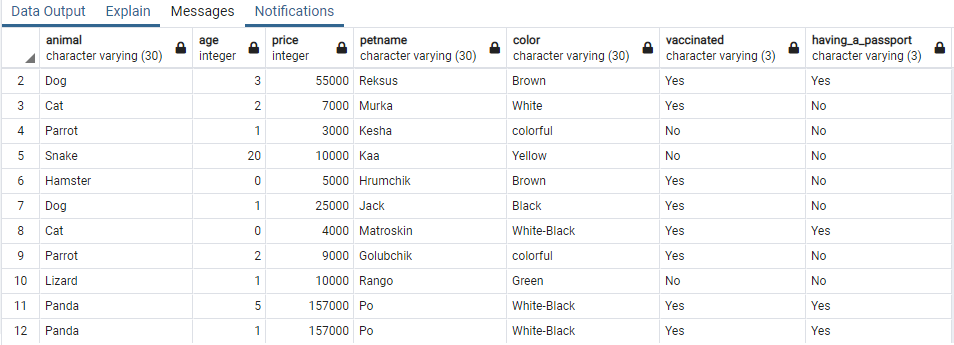 Data Output Explain Messages Notifications
animal age price petname color vaccinated having_a_passport
character varying (30) integer integer character varying (30) character varying (30) character varying (3) character varying (3)
2 Dog 3 55000 Reksus Brown Yes Yes
3 Cat 2 7000 Murka White Yes No
4 Parrot 1 3000 Kesha colorful No No
5 Snake 20 10000 Kaa Yellow No No
6 Hamster 0 5000 Hrumchik Brown Yes No
7 Dog 1 25000 Jack Black Yes No
8 Cat 0 4000 Matroskin White-Black Yes Yes
9 Parrot 2 9000 Golubchik colorful Yes No
10 Lizard 1 10000 Rango Green No No
11 Panda 5 157000 Po White-Black Yes Yes
12 Panda 1 157000 Po White-Black Yes Yes